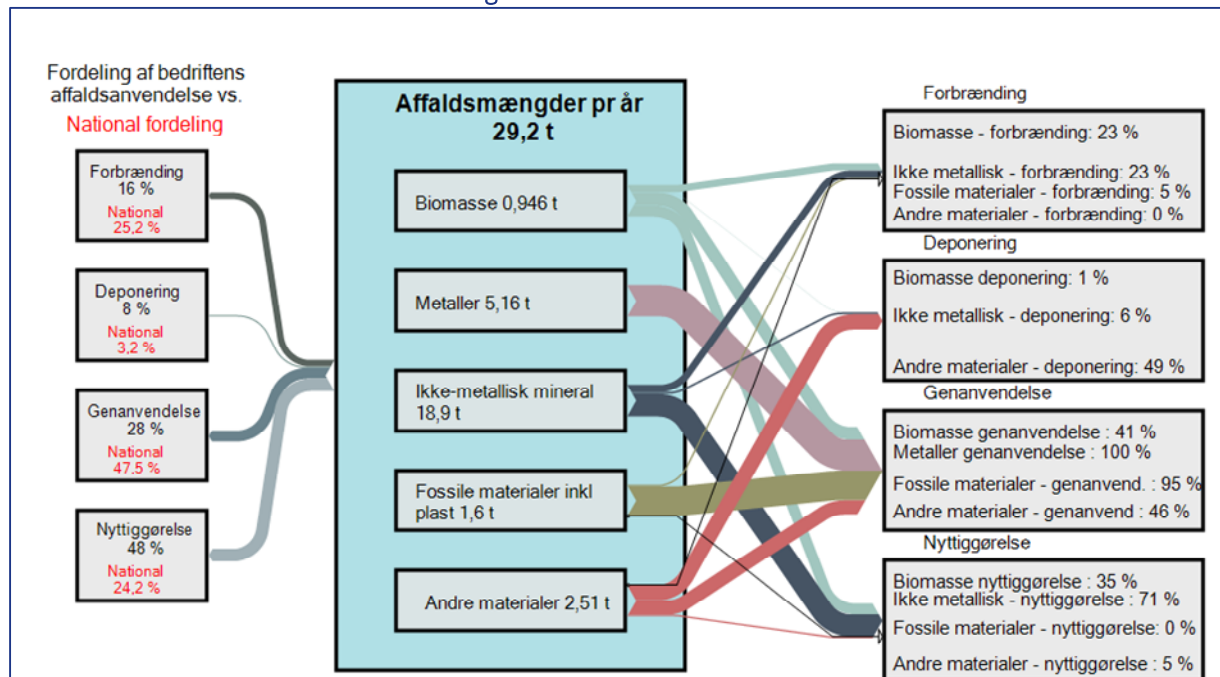 Fordeling af bedriftens
affaldsanvendelse vs.
National fordeling
Forbrænding
16 %
National
25,2 %
Deponering
8 %
National
3,2 %
Genanvendelse
28 %
National
47,5 %
Nyttiggørelse
48 %
National
24,2 %
Affaldsmængder pr år
29,2 t
Biomasse 0,946 t
Metaller 5,16 t
Ikke-metallisk mineral
18,9 t
Fossile materialer inkl
plast 1,6 t
Andre materialer 2,51 t
Forbrænding
Biomasse - forbrænding: 23 %
Ikke metallisk - forbrænding: 23 %
Fossile materialer - forbrænding: 5 %
Andre materialer - forbrænding: 0 %
Deponering
Biomasse deponering: 1 %
Ikke metallisk - deponering: 6 %
Andre materialer - deponering: 49 %
Genanvendelse
Biomasse genanvendelse : 41 %
Metaller genanvendelse : 100 %
Fossile materialer - genanvend. : 95 %
Andre materialer - genanvend : 46 %
Nyttiggørelse
Biomasse nyttiggørelse : 35 %
Ikke metallisk - nyttiggørelse : 71 %
Fossile materialer - nyttiggørelse: 0 %
Andre materialer - nyttiggørelse : 5 %